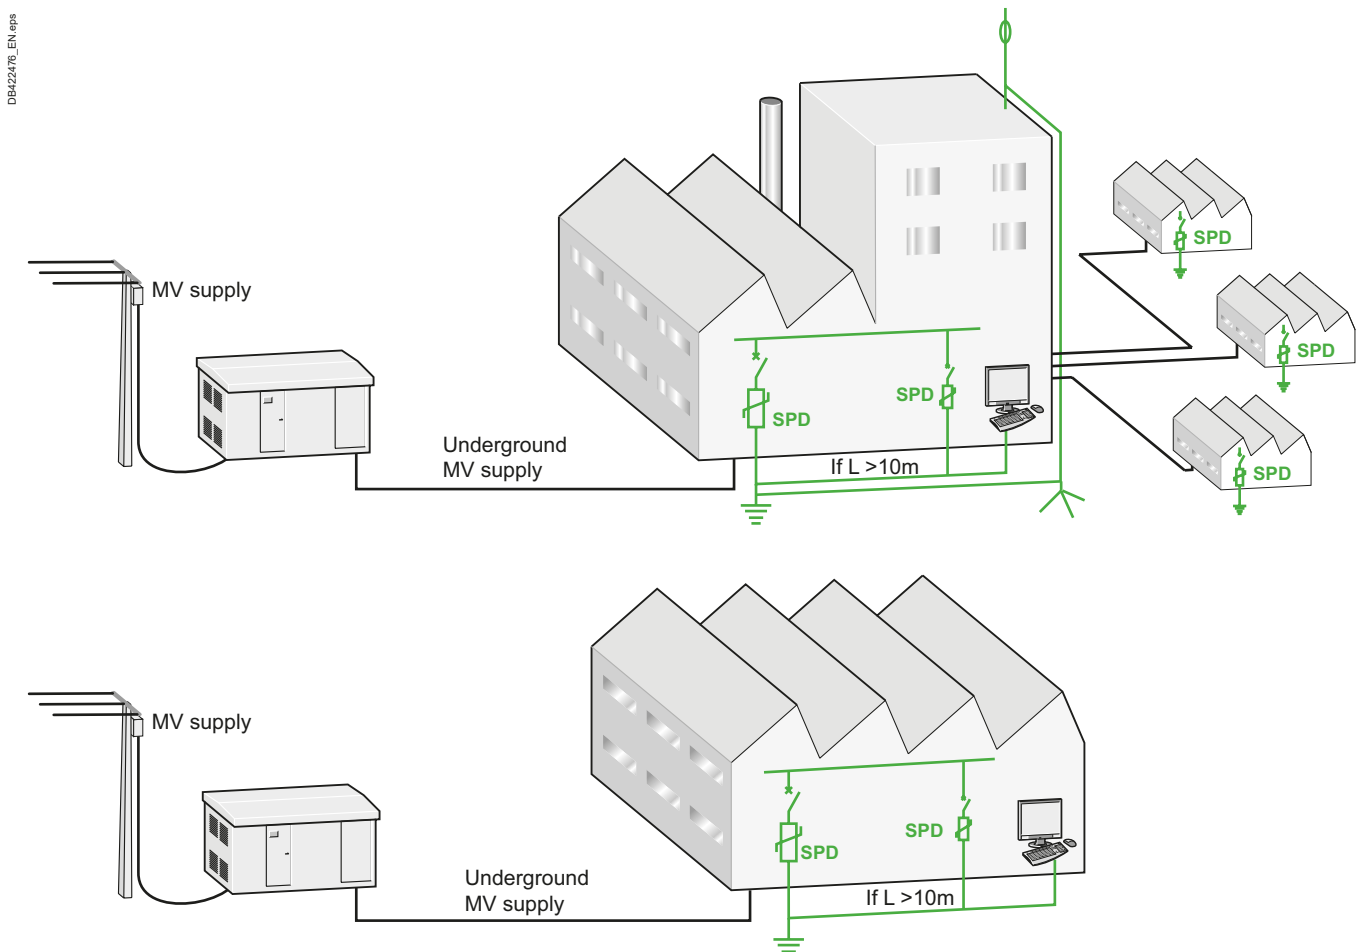 DB422476_EN.eps
MV supply
Underground
MV supply
SPD
SPD
If L >10m
SPD
SPD
SPD
MV supply
Underground
MV supply
SPD
SPD
If L >10m